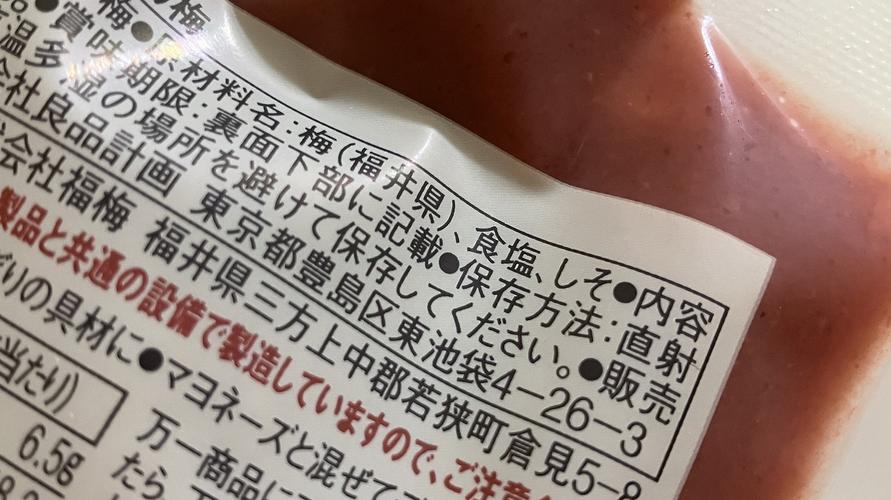 梅
梅●原材料名:梅(福井県)、食塩、しそ●内容
●賞味期限:裏面下部に記載●保存方法:直射
温多湿の場所を避けて保存してください。●販売
会社良品計画 東京都豊島区東池袋4-26-3
式会社福梅 福井県三方上中郡若狭町倉見5-8
製品と共通の設備で製造していますので、ご注意
ぎりの具材に●マヨネーズと混ぜて
万一商品に
当たり)
たら
6.5g